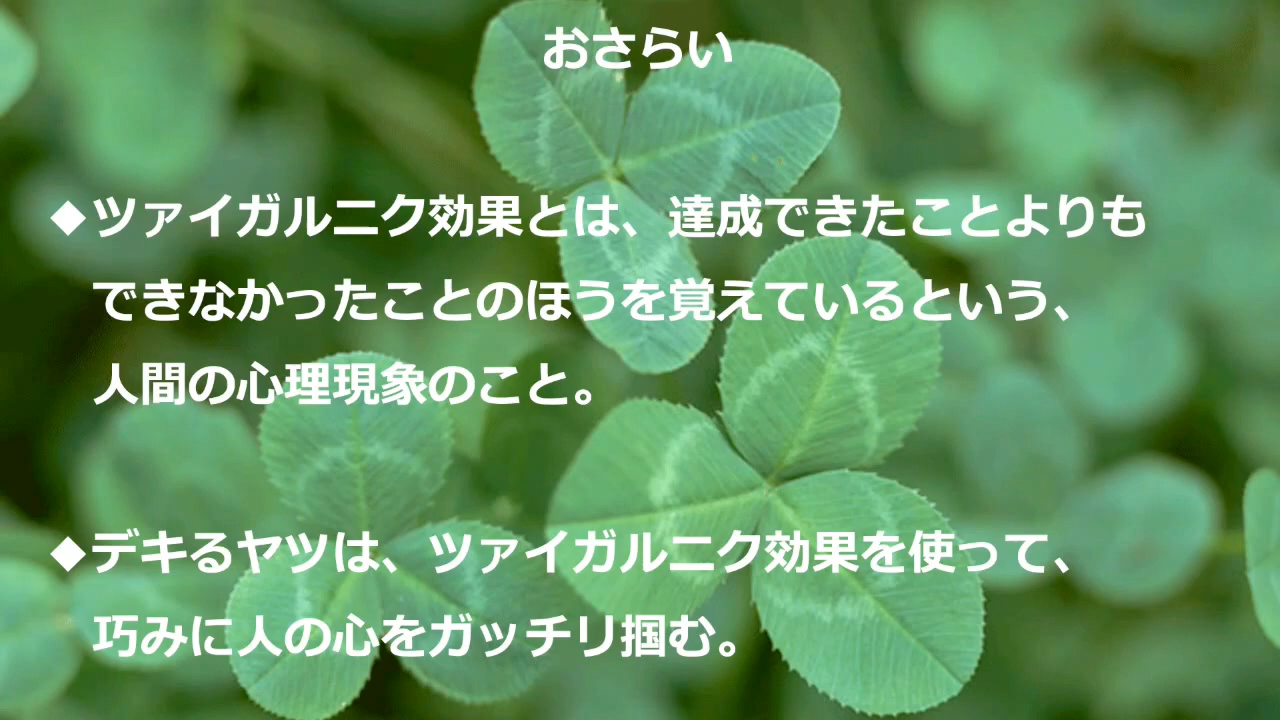 おさらい
◆ツァイガルニク効果とは、達成できたことよりも
できなかったことのほうを覚えているという、
人間の心理現象のこと。
◆デキるヤツは、ツァイガルニク効果を使って、
巧みに人の心をガッチリ掴む。